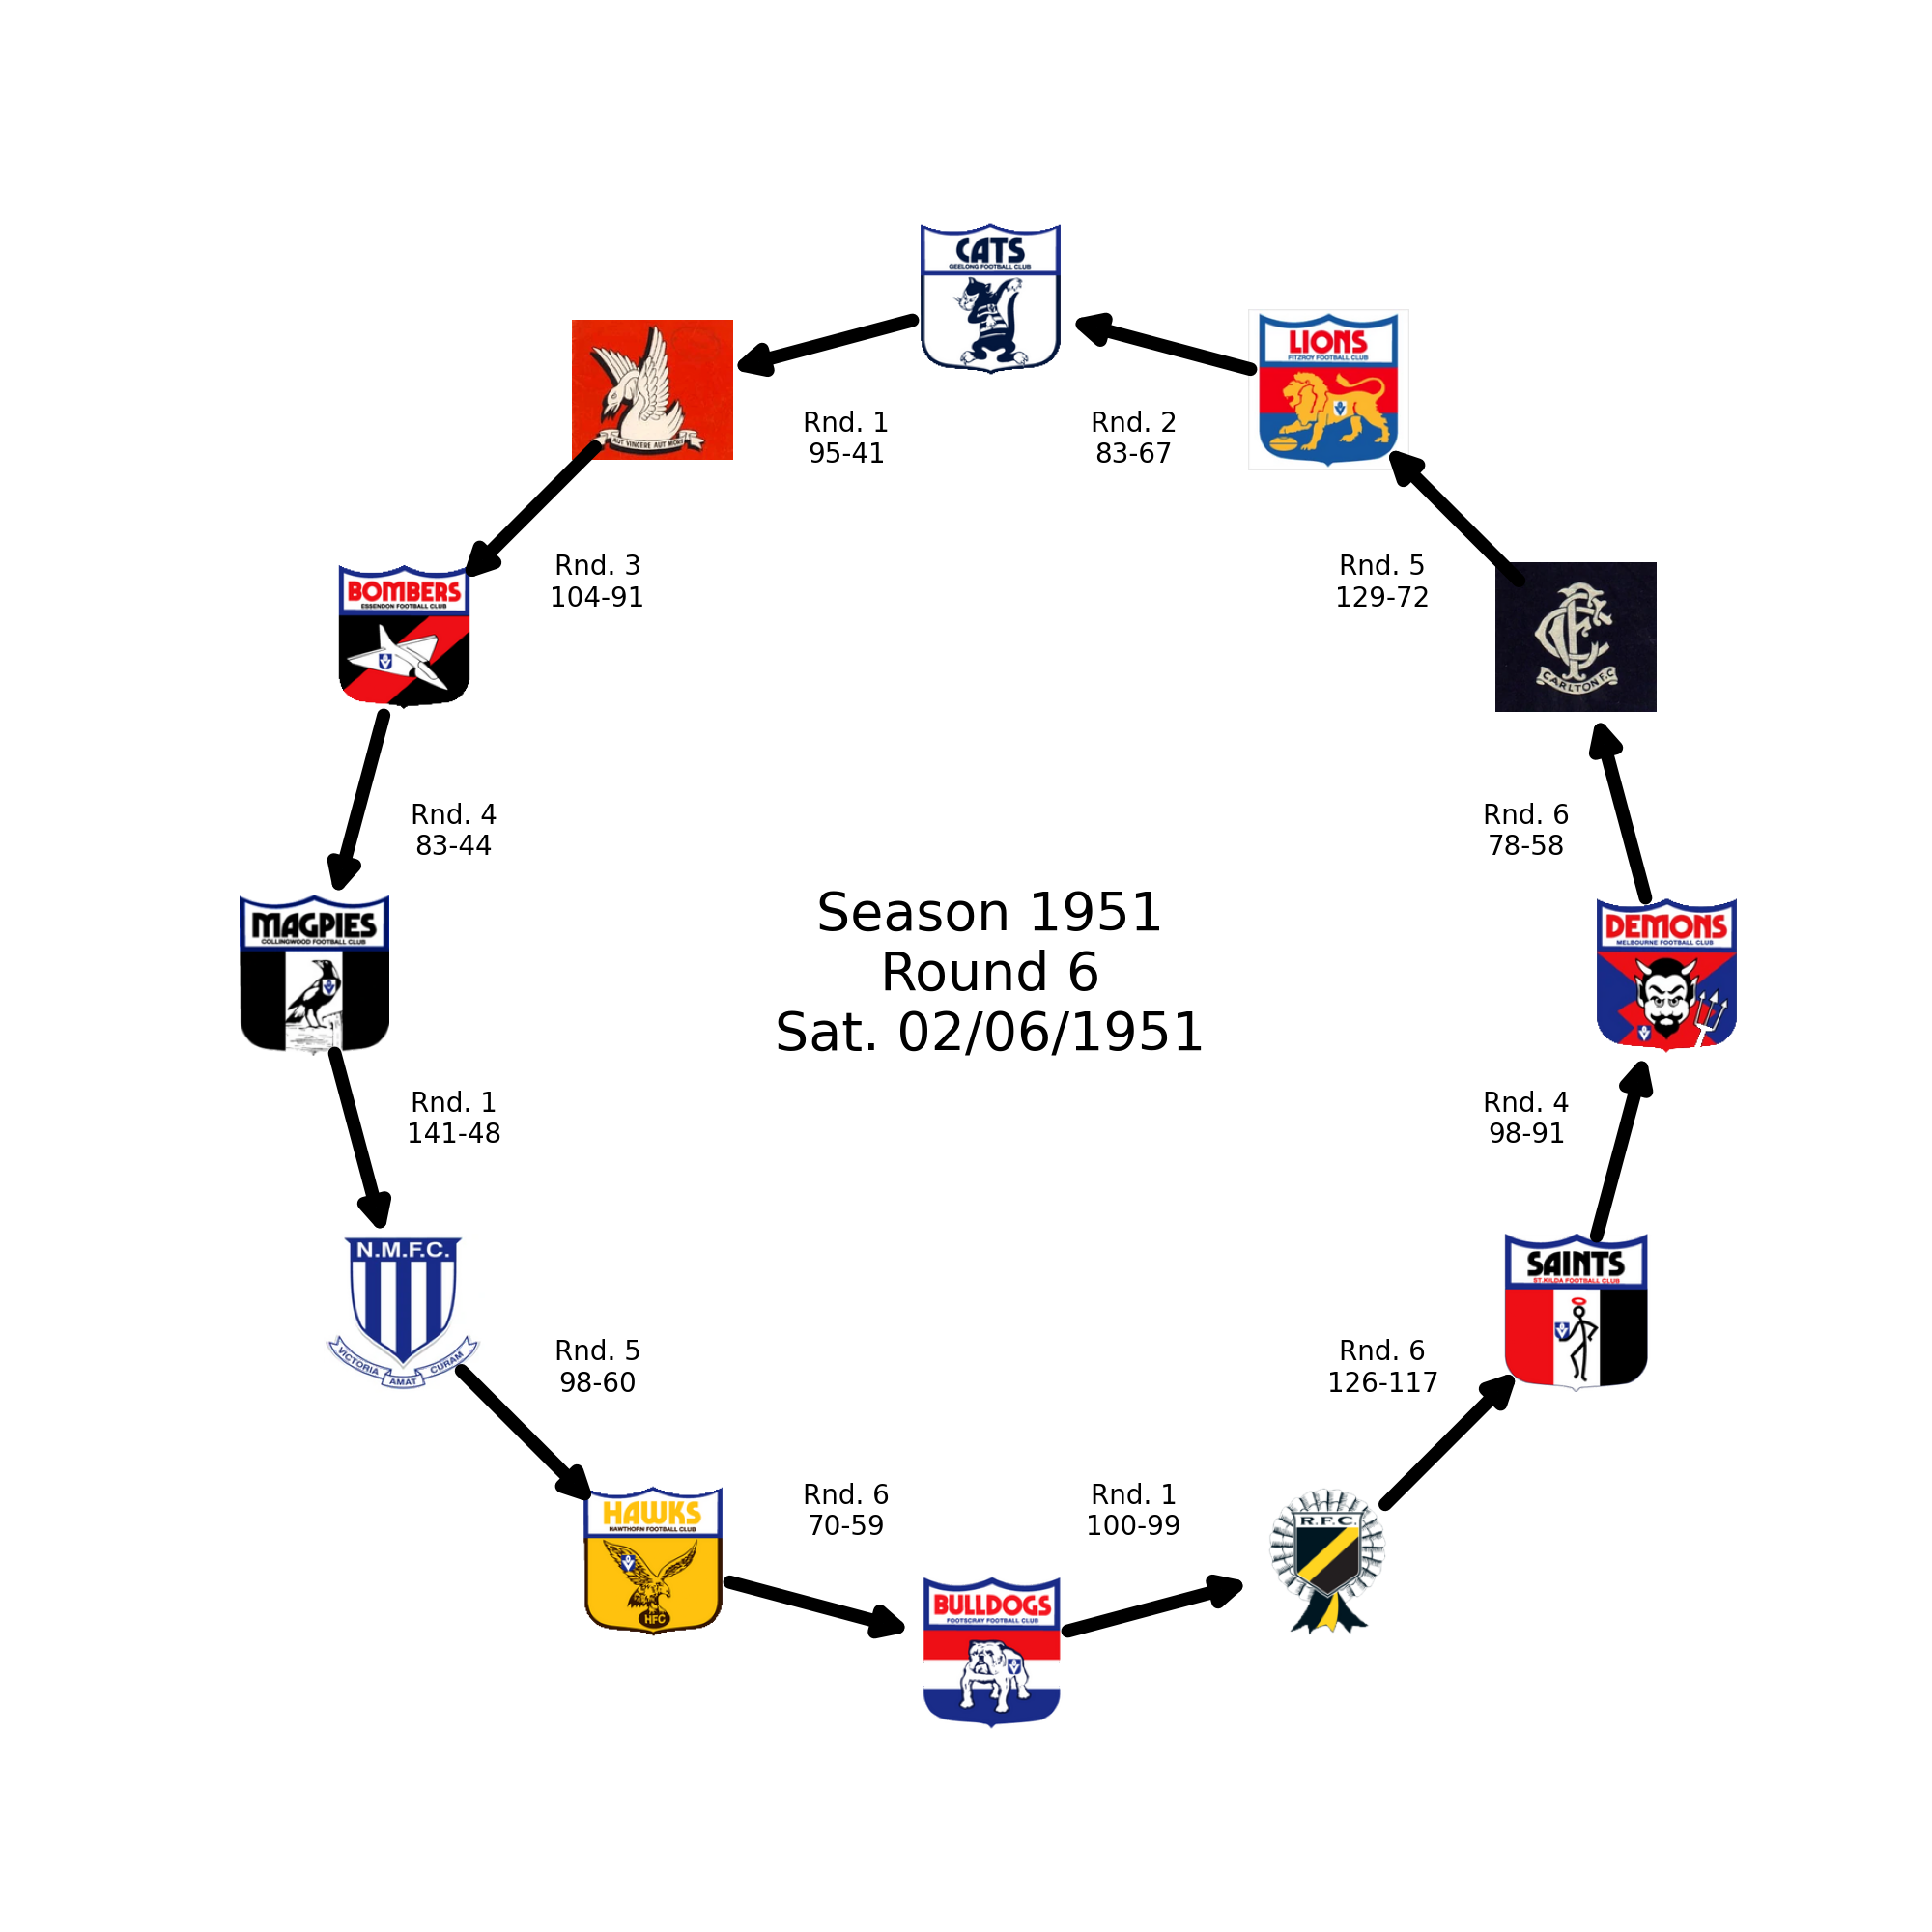 CATS
GEELONG FOOTBALL CLUB
LIONS
FITZROY FOOTBALL CLUB
AUT VINCERE AUT MORI
Rnd. 1
95-41
Rnd. 2
83-67
BOMBERS
ESSENDON FOOTBALL CLUB
Rnd. 3
104-91
Rnd. 5
129-72
CFC
CARLTON F.C
Rnd. 4
83-44
Rnd. 6
78-58
MAGPIES
COLLINGWOOD FOOTBALL CLUB
Season 1951
Round 6
Sat. 02/06/1951
DEMONS
MELBOURNE FOOTBALL CLUB
Rnd. 1
141-48
Rnd. 4
98-91
N.M.F.C.
VICTORIA AMAT CURAM
SAINTS
ST.KILDA FOOTBALL CLUB
Rnd. 5
98-60
Rnd. 6
126-117
HAWKS
HAWTHORN FOOTBALL CLUB
HFC
Rnd. 6
70-59
Rnd. 1
100-99
R.F.C.
BULLDOGS
FOOTSCRAY FOOTBALL CLUB